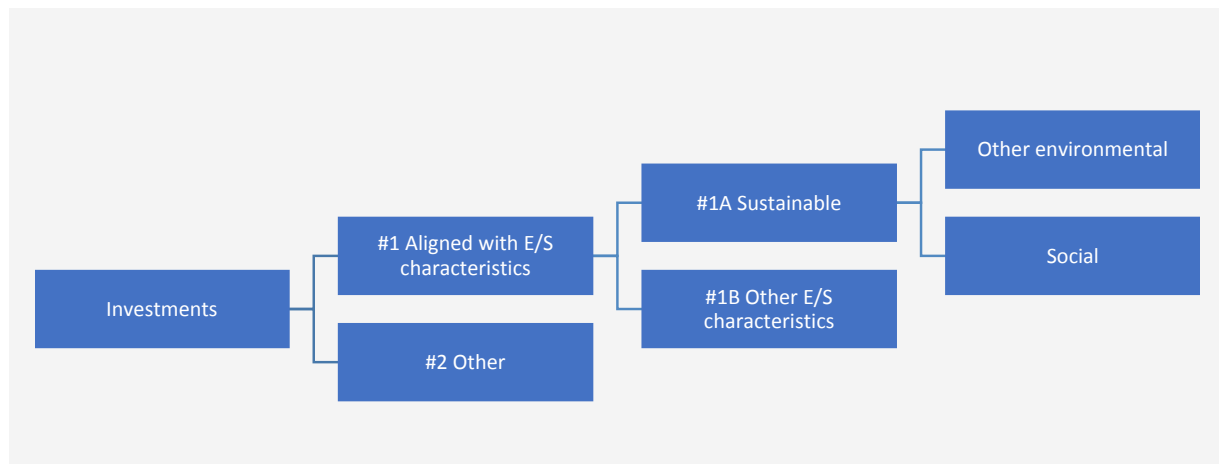 Investments
#1 Aligned with E/S
characteristics
#2 Other
#1A Sustainable
#1B Other E/S
characteristics
Other environmental
Social